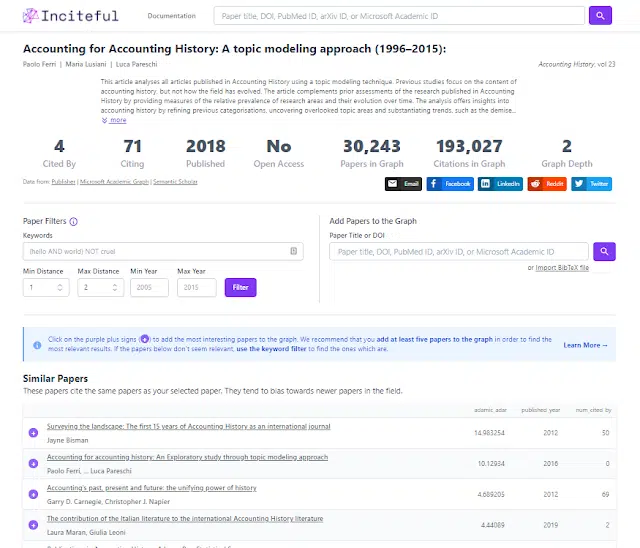 Inciteful
Documentation
Paper title, DOI, PubMed ID, arXiv ID, or Microsoft Academic ID
Accounting for Accounting History: A topic modeling approach (1996–2015):
Paolo Ferri | Maria Lusiani | Luca Pareschi
Accounting History, vol 23
This article analyses all articles published in Accounting History using a topic modeling technique. Previous studies focus on the content of
accounting history, but not how the field has evolved. The article complements prior assessments of the research published in Accounting
History by providing measures of the relative prevalence of research areas and their evolution over time. The analysis offers insights into
accounting history by refining previous categorisations, uncovering overlooked topic areas and substantiating trends, such as the demise...
more
4 71 2018 No 30,243 193,027 2
Cited By Citing Published Open Access Papers in Graph Citations in Graph Graph Depth
Data from: Publisher | Microsoft Academic Graph | Semantic Scholar
Email Facebook LinkedIn Reddit Twitter
Paper Filters
Keywords
(hello AND world) NOT cruel
Min Distance Max Distance Min Year Max Year
1 2 2005 2015 Filter
Add Papers to the Graph
Paper Title or DOI
Paper title, DOI, PubMed ID, arXiv ID, or Microsoft Academic ID
or Import BibTeX file
Click on the purple plus signs ( ) to add the most interesting papers to the graph. We recommend that you add at least five papers to the graph in order to find the
most relevant results. If the papers below don't seem relevant, use the keyword filter to find the ones which are.
Learn More →
Similar Papers
These papers cite the same papers as your selected paper. They tend to bias towards newer papers in the field.
adamic_adar published_year num_cited_by
Surveying the landscape: The first 15 years of Accounting History as an international journal
Jayne Bisman
14.983254 2012 50
Accounting for accounting history: An Exploratory study through topic modeling approach
Paolo Ferri, ... Luca Pareschi
10.12934 2016 0
Accounting's past, present and future: the unifying power of history
Garry D. Carnegie, Christopher J. Napier
4.689205 2012 69
The contribution of the Italian literature to the international Accounting History literature
Laura Maran, Giulia Leoni
4.44089 2019 2